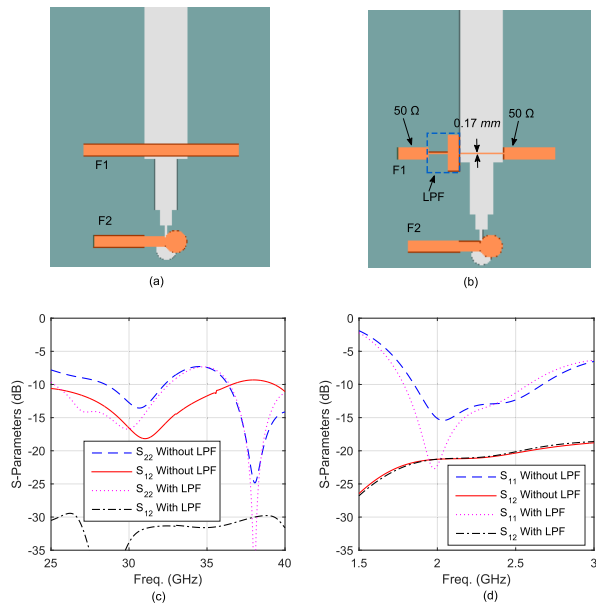 F1
F2
(a)
50 Ω
0.17 mm
50 Ω
F1
LPF
F2
(b)
S-Parameters (dB)
0
-5
-10
-15
-20
-25
-30
-35
S22 Without LPF
S12 Without LPF
S22 With LPF
S12 With LPF
25
30
35
40
Freq. (GHz)
(c)
S-Parameters (dB)
0
-5
-10
-15
-20
-25
-30
-35
S11 Without LPF
S12 Without LPF
S11 With LPF
S12 With LPF
1.5
2
2.5
3
Freq. (GHz)
(d)